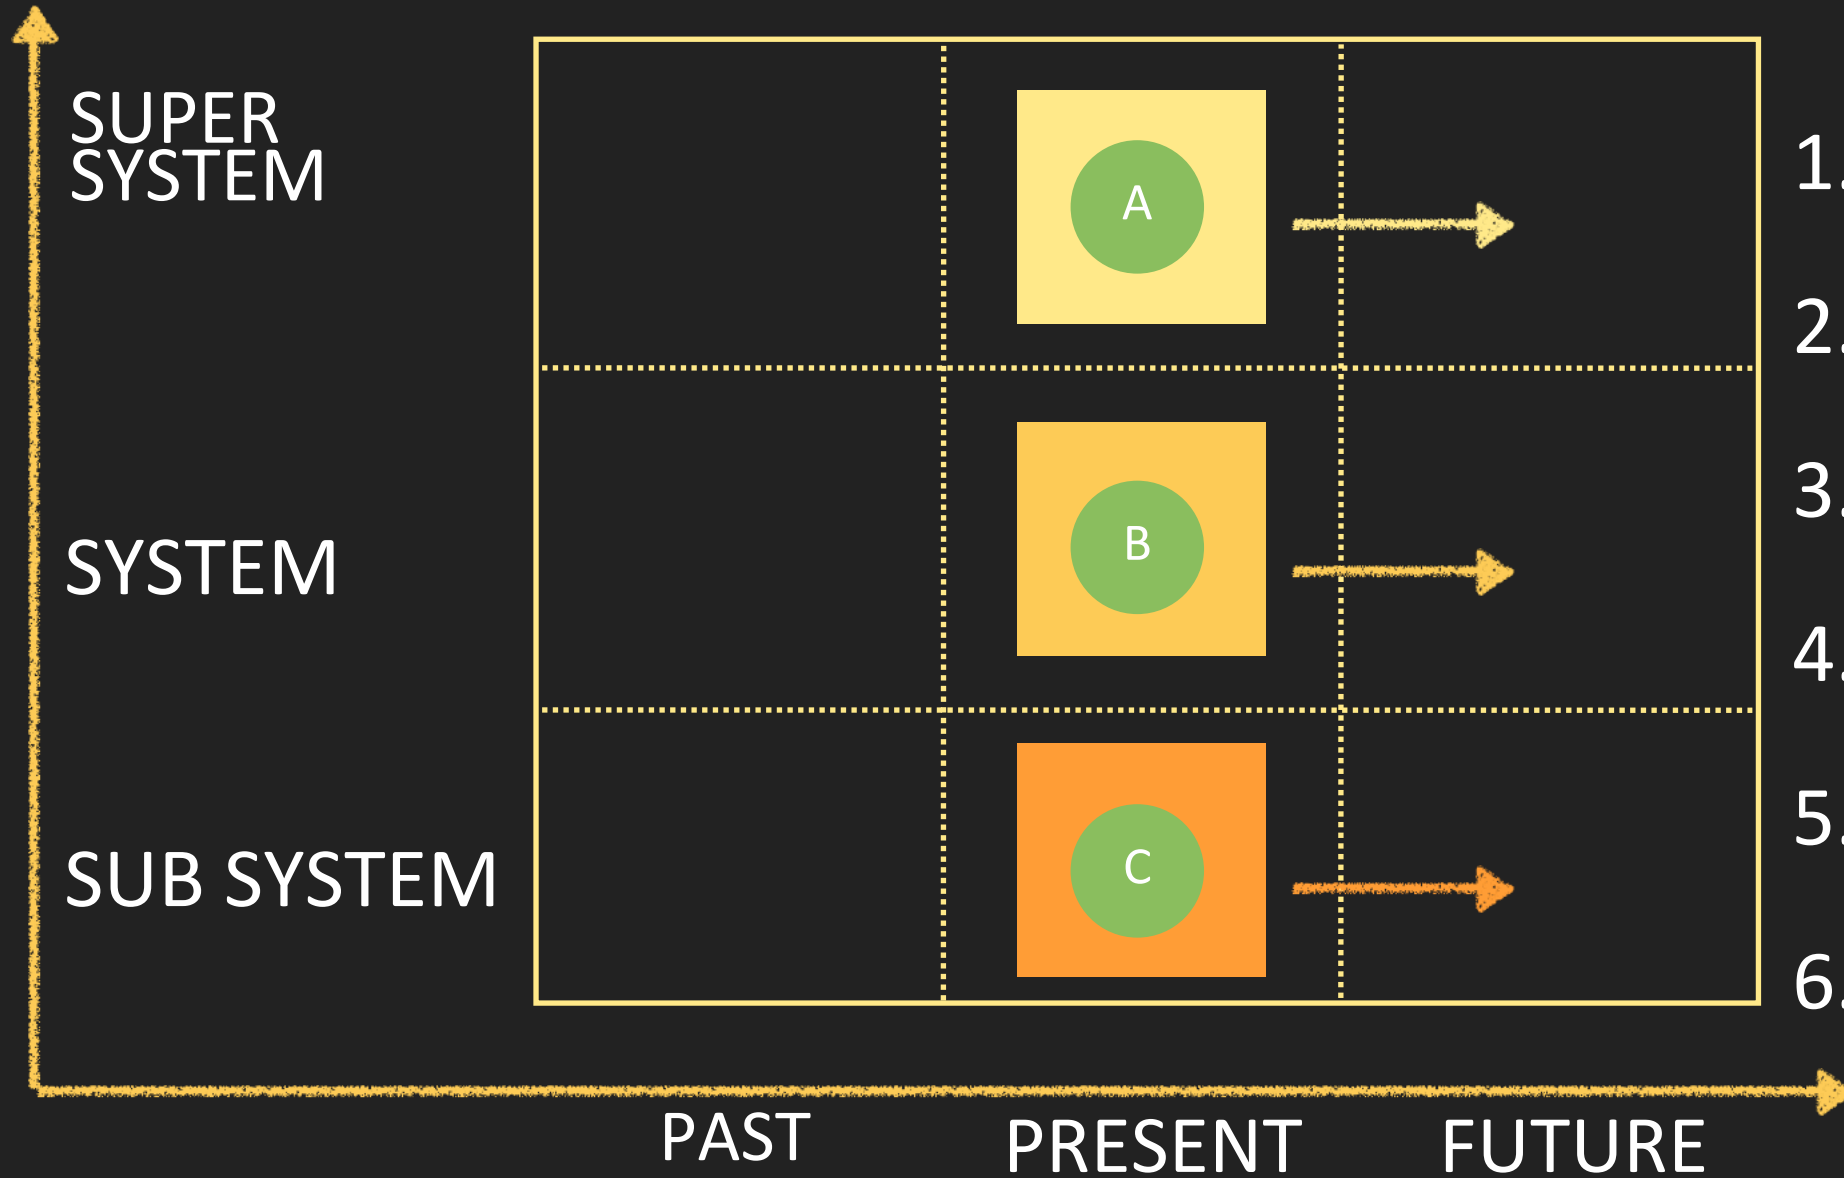 SUPER
SYSTEM
A
1.
2.
3.
SYSTEM
B
4.
5.
SUB SYSTEM
C
6.
PAST
PRESENT
FUTURE